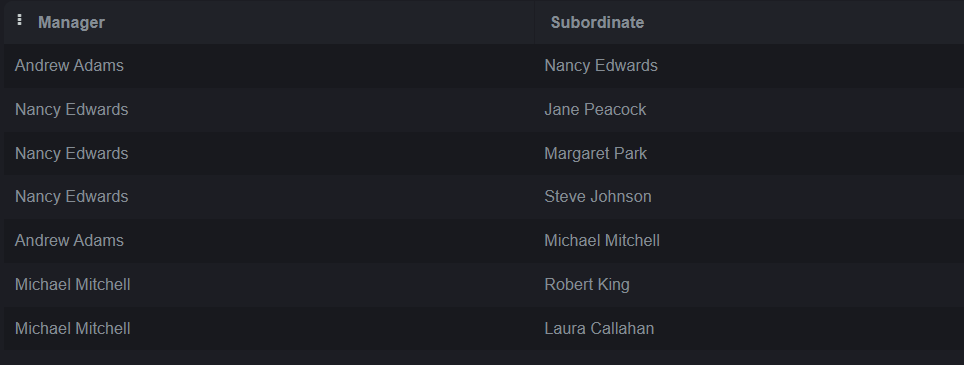 Manager Subordinate
Andrew Adams Nancy Edwards
Nancy Edwards Jane Peacock
Nancy Edwards Margaret Park
Nancy Edwards Steve Johnson
Andrew Adams Michael Mitchell
Michael Mitchell Robert King
Michael Mitchell Laura Callahan